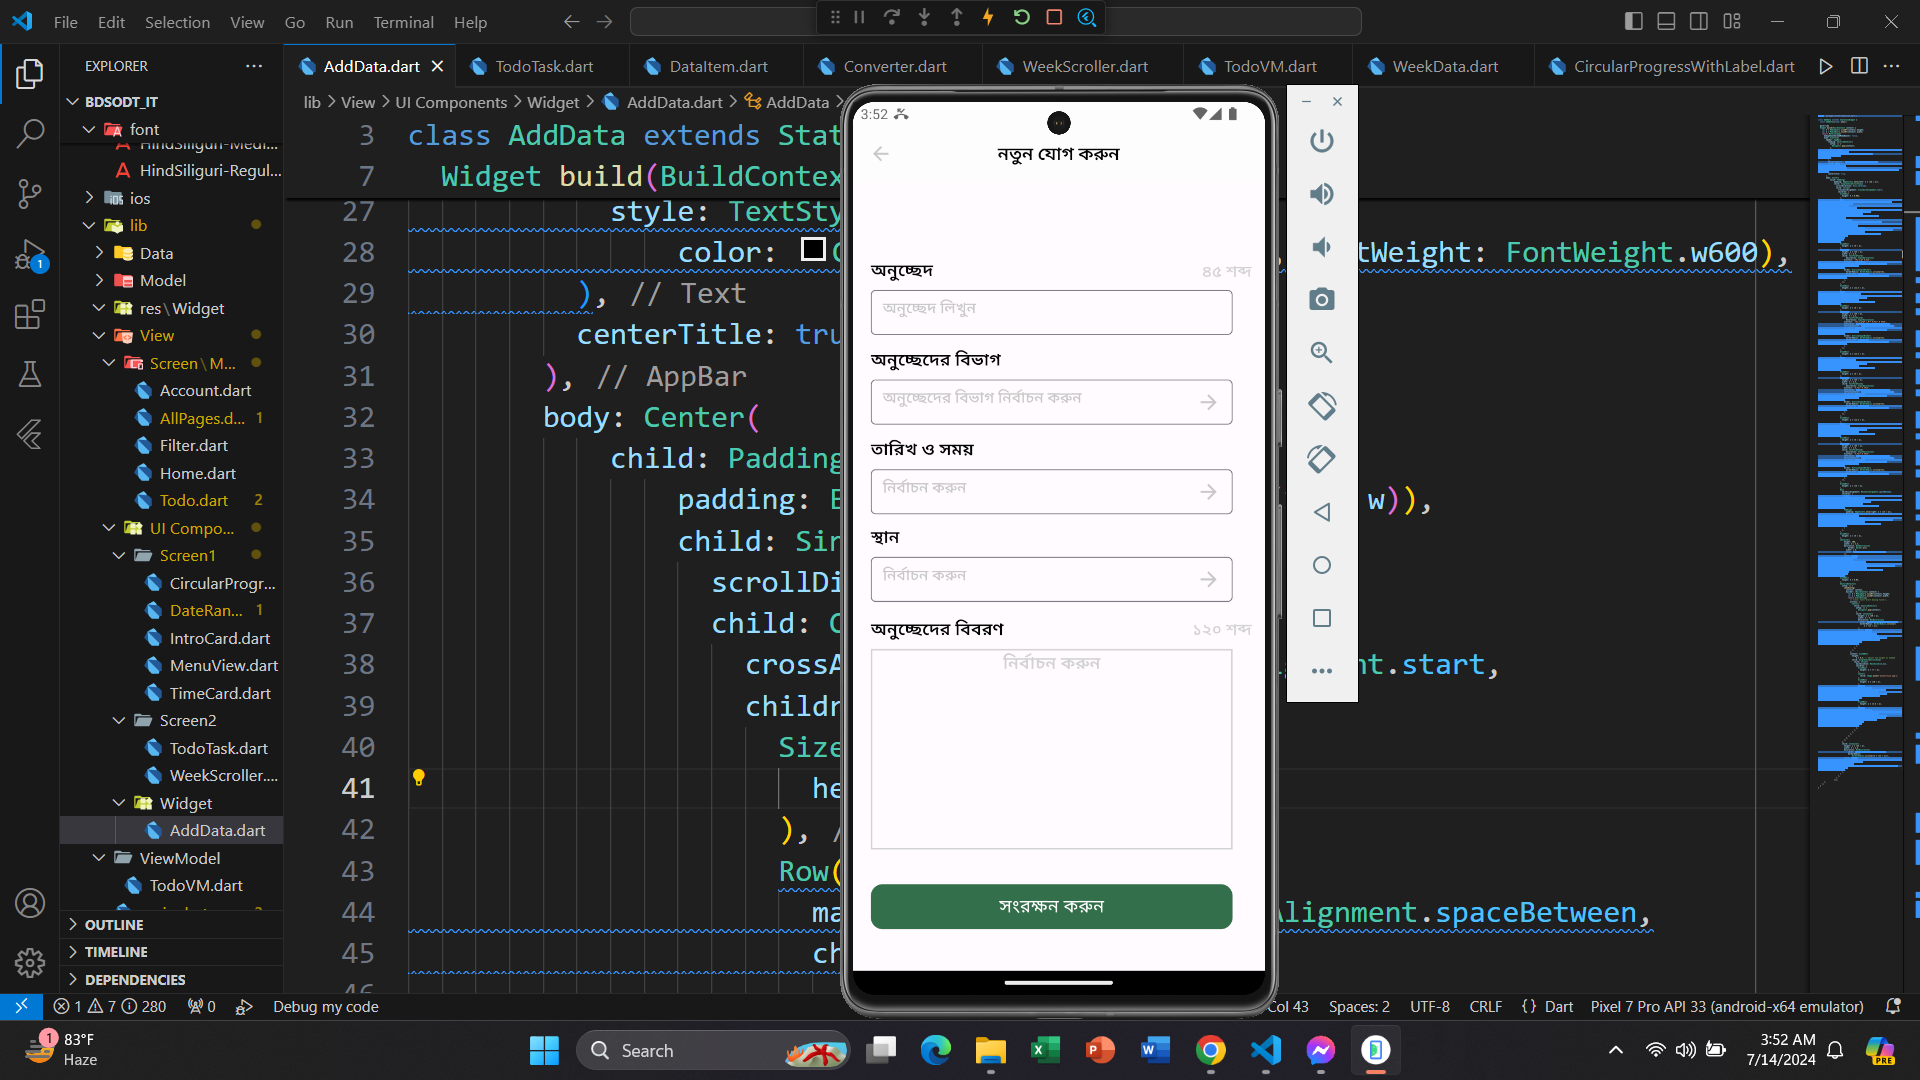 File Edit Selection View Go Run Terminal Help
EXPLORER
BDSODT_IT
font
HindSiliguri-Medi...
HindSiliguri-Regul...
ios
lib
Data
Model
res\Widget
View
Screen\M...
Account.dart
AllPages.d... 1
Filter.dart
Home.dart
Todo.dart 2
UI Compo...
Screen1
CircularProgr...
DateRan... 1
IntroCard.dart
MenuView.dart
TimeCard.dart
Screen2
TodoTask.dart
WeekScroller....
Widget
AddData.dart
ViewModel
TodoVM.dart
OUTLINE
TIMELINE
DEPENDENCIES
AddData.dart TodoTask.dart DataItem.dart Converter.dart WeekScroller.dart TodoVM.dart WeekData.dart CircularProgressWithLabel.dart
lib > View > UI Components > Widget > AddData.dart > AddData >
3 class AddData extends Stat
7 Widget build(BuildContex
27 style: TextSty
28 color: C , fontWeight: FontWeight.w600),
29 ), // Text
30 centerTitle: tru
31 ), // AppBar
32 body: Center(
33 child: Padding
34 padding: E w)),
35 child: Sin
36 scrollDi
37 child: C
38 crossA nt.start,
39 childr
40 Size
41 he
42 ), /
43 Row(
44 ma Alignment.spaceBetween,
45 ch
46
3:52
নতুন যোগ করুন
অনুচ্ছেদ ৪৫ শব্দ
অনুচ্ছেদ লিখুন
অনুচ্ছেদের বিভাগ
অনুচ্ছেদের বিভাগ নির্বাচন করুন
তারিখ ও সময়
নির্বাচন করুন
স্থান
নির্বাচন করুন
অনুচ্ছেদের বিবরণ ১২০ শব্দ
নির্বাচন করুন
সংরক্ষন করুন
1 7 280 0 Debug my code Col 43 Spaces: 2 UTF-8 CRLF {} Dart Pixel 7 Pro API 33 (android-x64 emulator)
1 83°F
Haze
Search
3:52 AM
7/14/2024
PRE